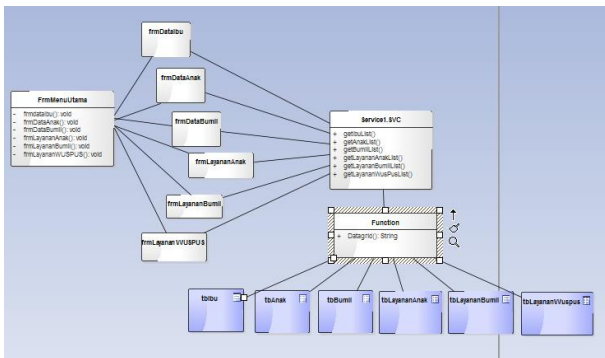 frmDataIbu
frmDataAnak
FrmMenuUtama
- frmdataIbu(): void
- frmDataAnak(): void
- frmDataBumil(): void
- frmLayananAnak(): void
- frmLayananBumil(): void
- frmLayananWUSPUS(): void
frmDataBumil
Service1.SVC
+ getIbuList()
+ getAnakList()
+ getBumilList()
+ getLayananAnakList()
+ getLayananBumilList()
+ getLayananWusPusList()
frmLayananAnak
frmLayananBumil
frmLayananWUSPUS
Function
+ Datagrid(): String
tbIbu
tbAnak
tbBumil
tbLayananAnak
tbLayananBumil
tbLayananWuspus